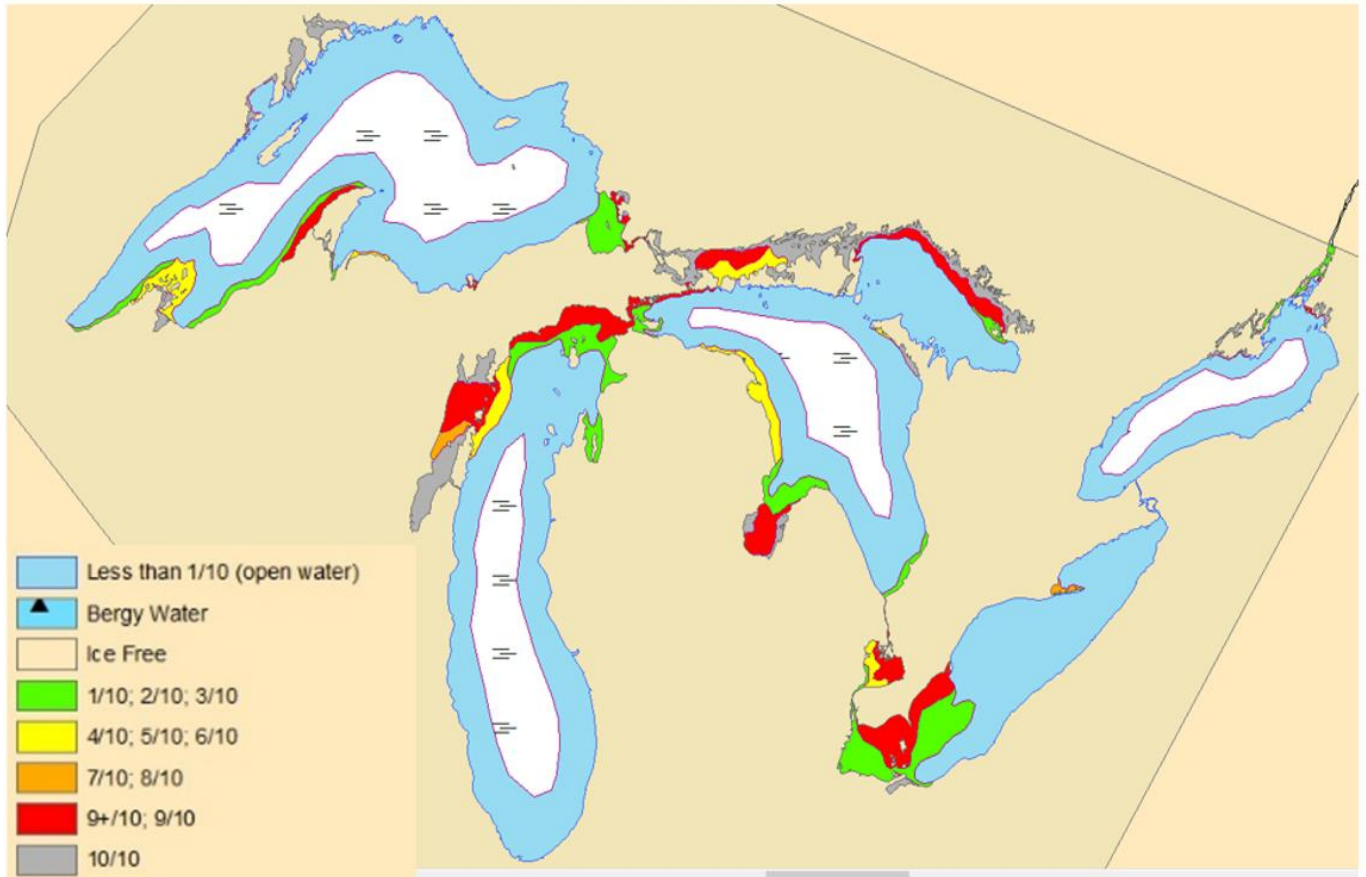 Less than 1/10 (open water)
Bergy Water
Ice Free
1/10; 2/10; 3/10
4/10; 5/10; 6/10
7/10; 8/10
9+/10; 9/10
10/10